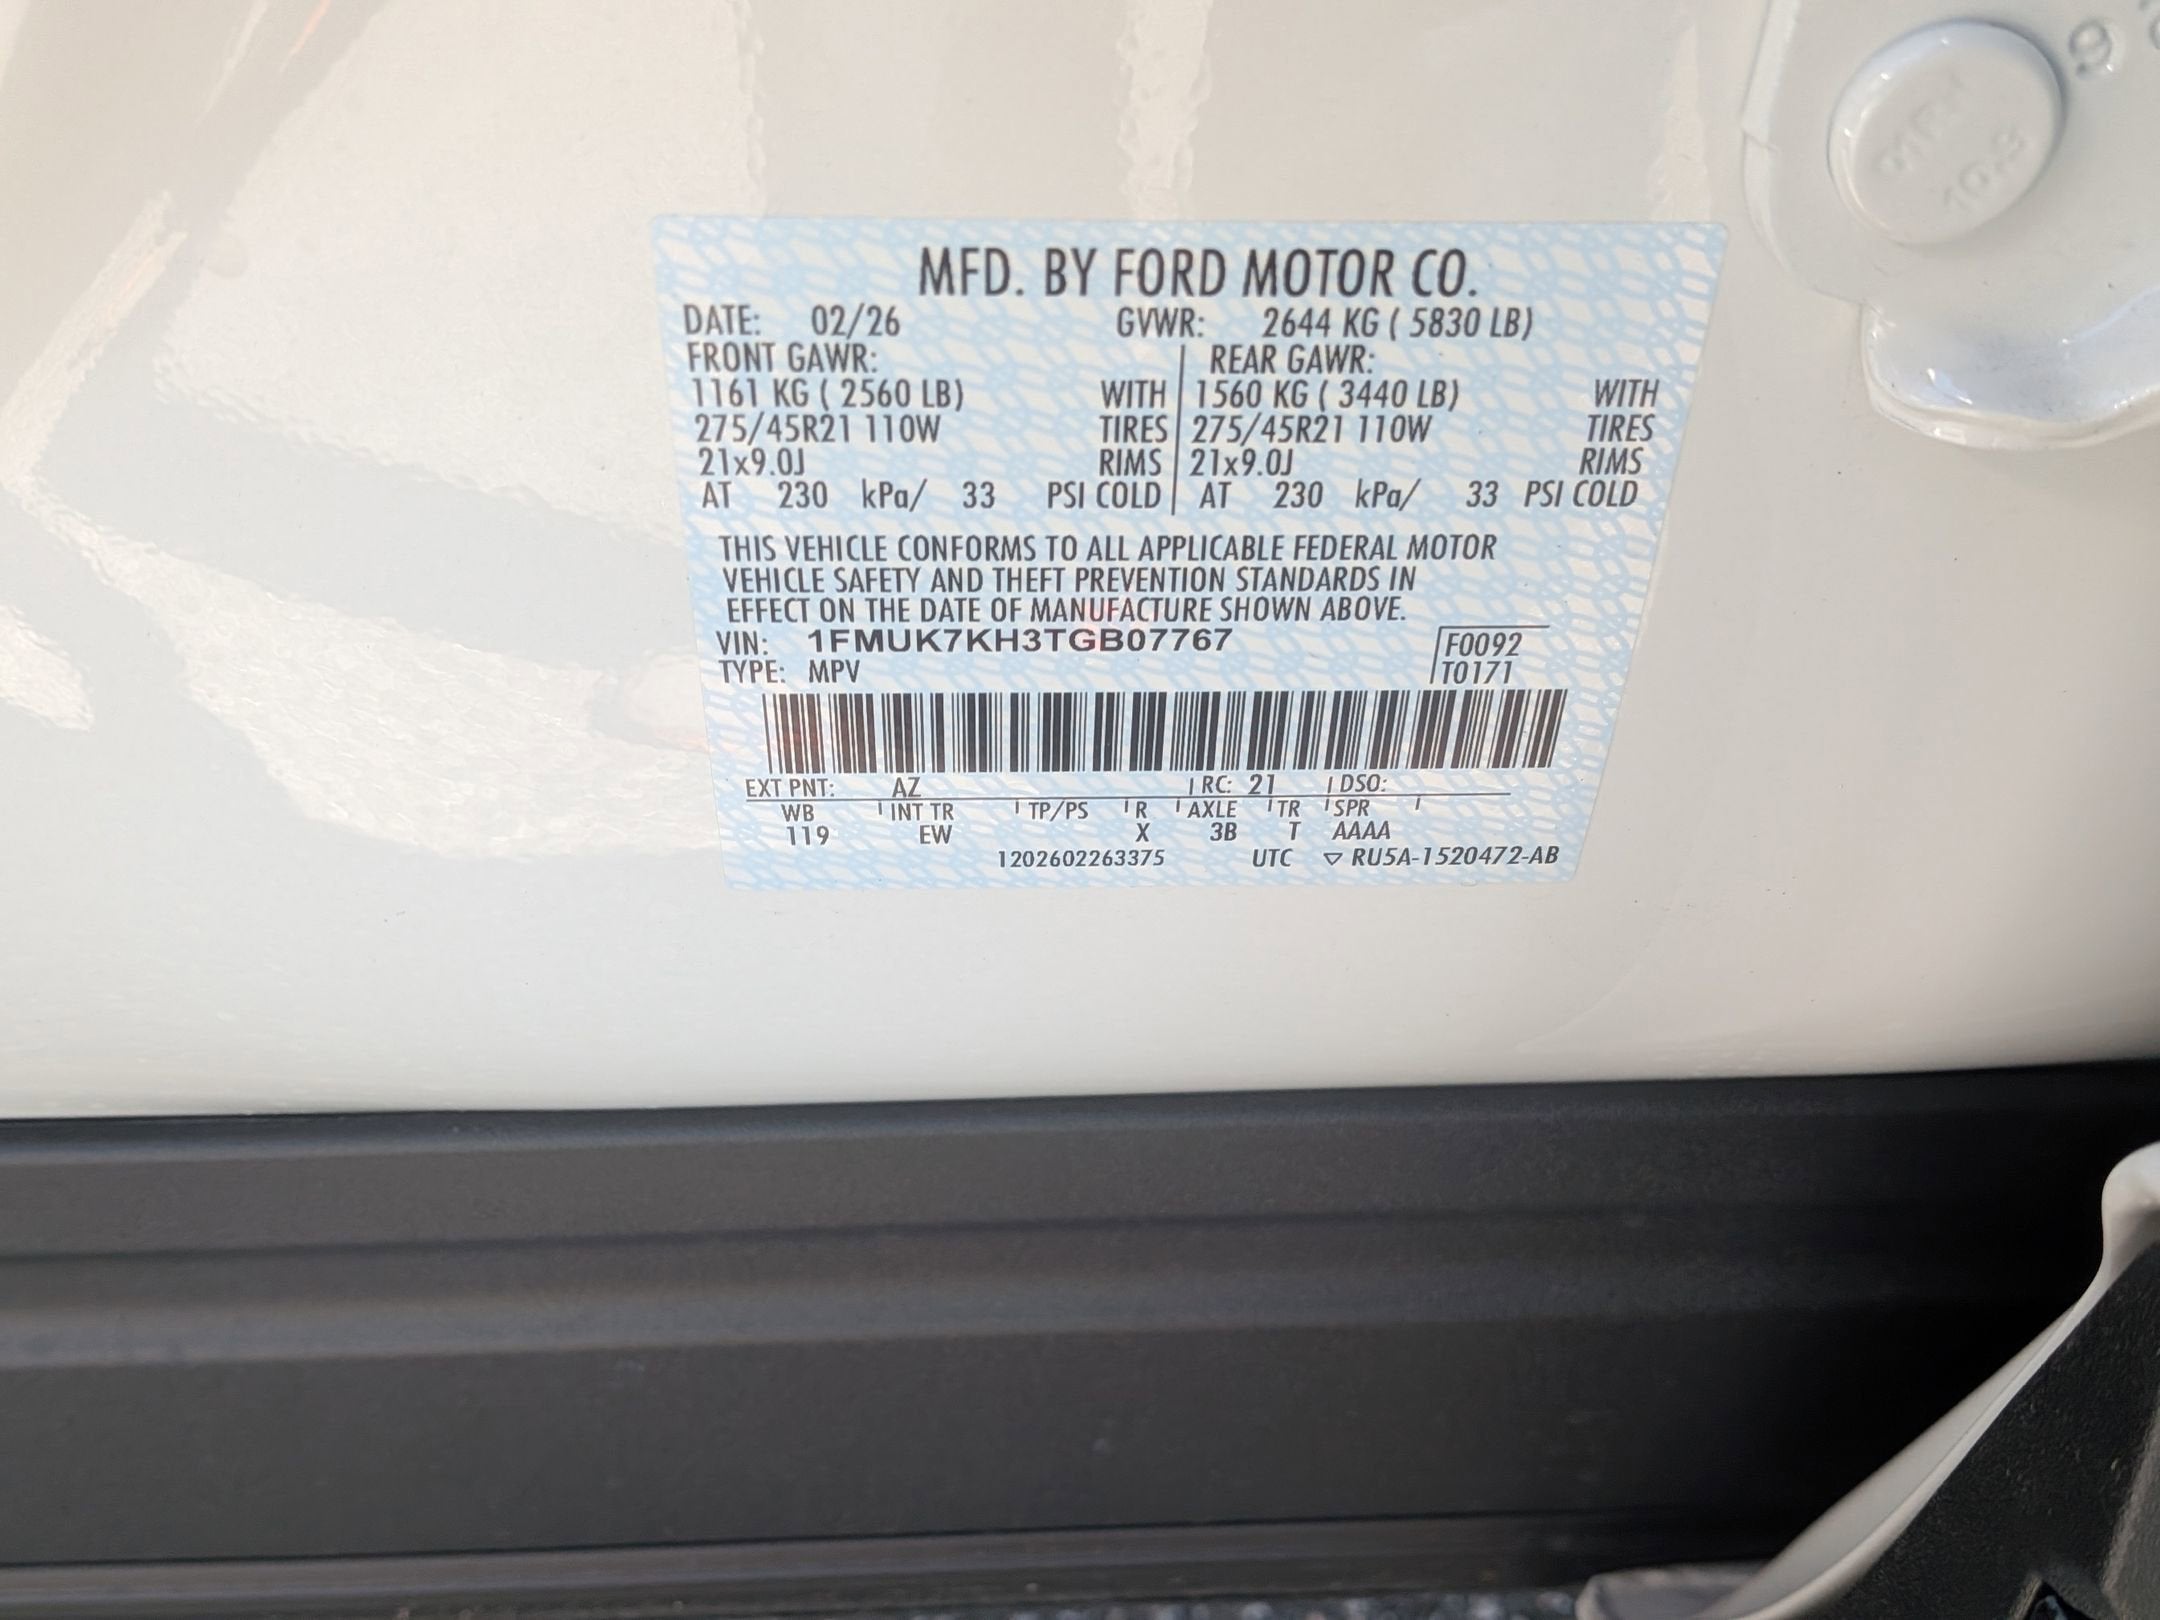 9
10.9
MFD. BY FORD MOTOR CO.
DATE: 02/26 GVWR: 2644 KG ( 5830 LB)
FRONT GAWR: REAR GAWR:
1161 KG ( 2560 LB) WITH 1560 KG ( 3440 LB) WITH
275/45R21 110W TIRES 275/45R21 110W TIRES
21x9.0J RIMS 21x9.0J RIMS
AT 230 kPa/ 33 PSI COLD AT 230 kPa/ 33 PSI COLD
THIS VEHICLE CONFORMS TO ALL APPLICABLE FEDERAL MOTOR
VEHICLE SAFETY AND THEFT PREVENTION STANDARDS IN
EFFECT ON THE DATE OF MANUFACTURE SHOWN ABOVE.
VIN: 1FMUK7KH3TGB07767 F0092
TYPE: MPV T0171
EXT PNT: AZ RC: 21 DSO:
WB INT TR TP/PS R AXLE TR SPR
119 EW X 3B T AAAA
1202602263375 UTC ▽ RU5A-1520472-AB